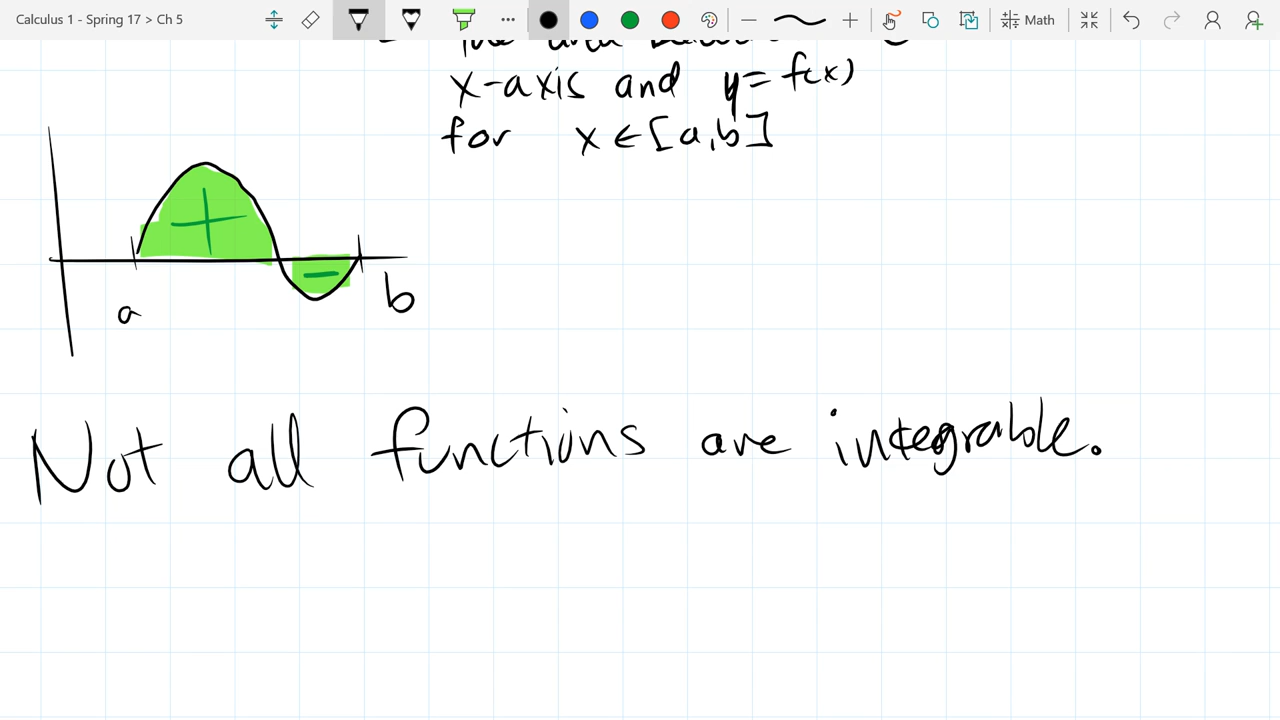 Calculus 1 - Spring 17 > Ch 5
Math
x-axis and y=f(x)
for x∈[a,b]
+
−
a
b
Not all functions are integrable.